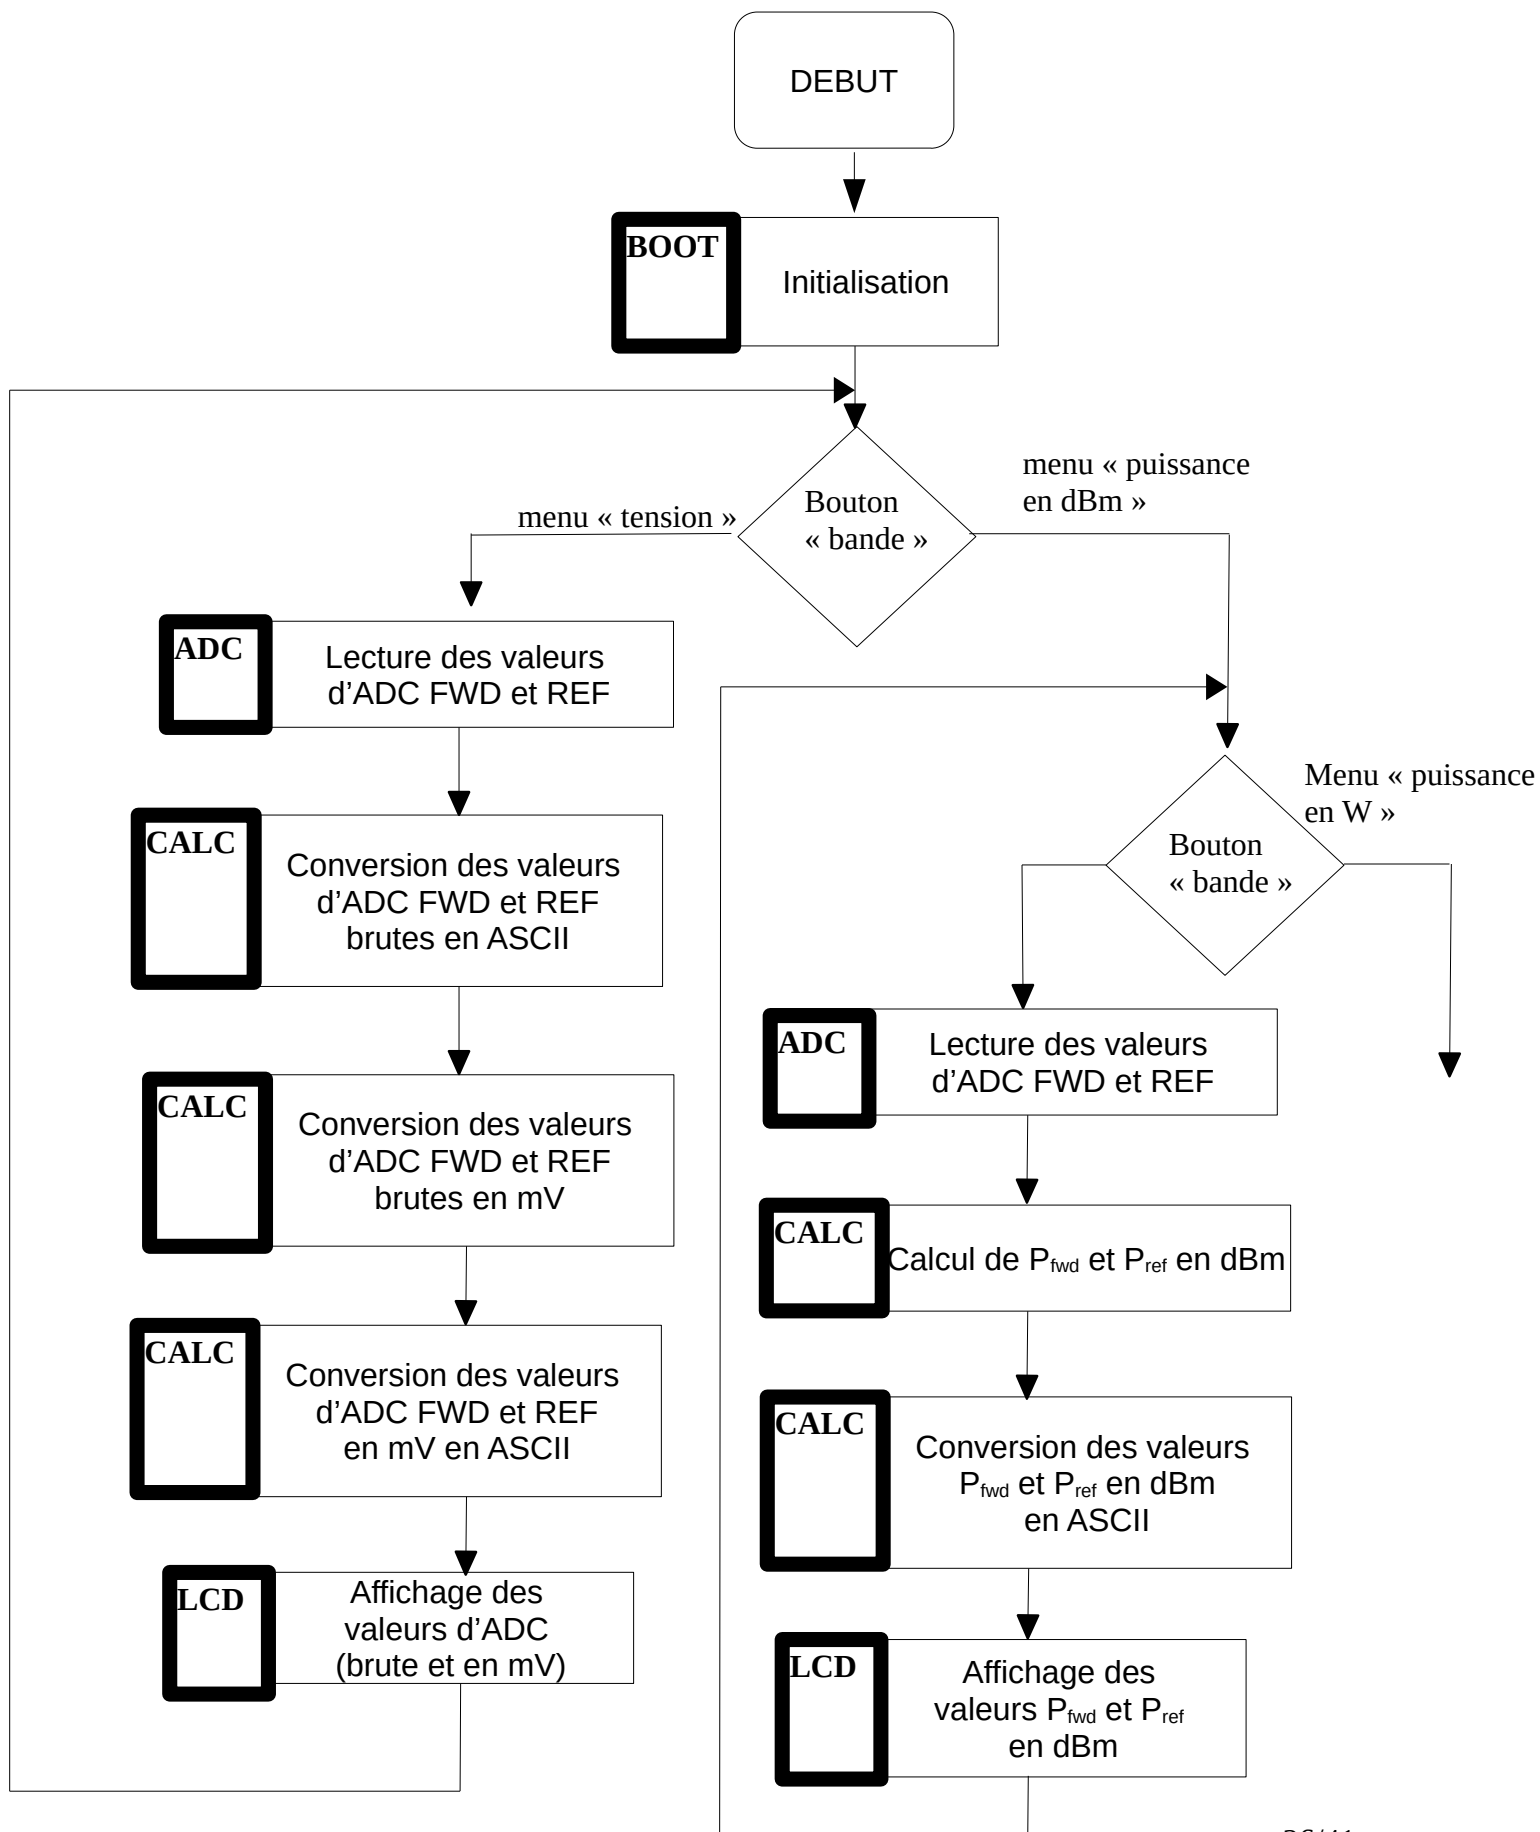 DEBUT
BOOT
Initialisation
menu « tension »
Bouton
« bande »
menu « puissance
en dBm »
ADC
Lecture des valeurs
d’ADC FWD et REF
CALC
Conversion des valeurs
d’ADC FWD et REF
brutes en ASCII
CALC
Conversion des valeurs
d’ADC FWD et REF
brutes en mV
CALC
Conversion des valeurs
d’ADC FWD et REF
en mV en ASCII
LCD
Affichage des
valeurs d’ADC
(brute et en mV)
Bouton
« bande »
Menu « puissance
en W »
ADC
Lecture des valeurs
d’ADC FWD et REF
CALC
Calcul de Pfwd et Pref en dBm
CALC
Conversion des valeurs
Pfwd et Pref en dBm
en ASCII
LCD
Affichage des
valeurs Pfwd et Pref
en dBm